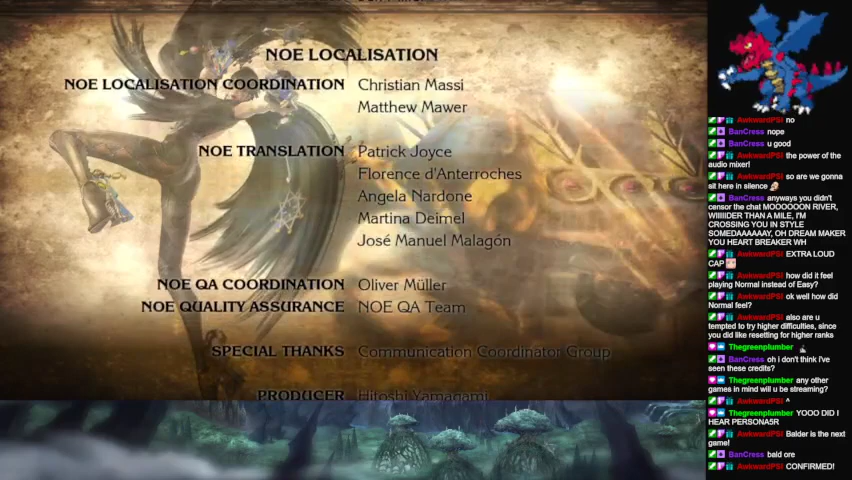 NOE LOCALISATION
NOE LOCALISATION COORDINATION Christian Massi
Matthew Mawer
NOE TRANSLATION Patrick Joyce
Florence d'Anterroches
Angela Nardone
Martina Deimel
José Manuel Malagón
NOE QA COORDINATION Oliver Müller
NOE QUALITY ASSURANCE NOE QA Team
SPECIAL THANKS Communication Coordinator Group
PRODUCER Hitoshi Yamagami
AwkwardPSI no
BanCress nope
BanCress u good
AwkwardPSI the power of the
audio mixer!
AwkwardPSI so are we gonna
sit here in silence
BanCress anyways you didn't
censor the chat MOOOOOON RIVER,
WIIIIDER THAN A MILE, I'M
CROSSING YOU IN STYLE
SOMEDAAAAAY, OH DREAM MAKER
YOU HEART BREAKER WH
AwkwardPSI EXTRA LOUD
CAP
AwkwardPSI how did it feel
playing Normal instead of Easy?
AwkwardPSI ok well how did
Normal feel?
AwkwardPSI also are u
tempted to try higher difficulties, since
you did like resetting for higher ranks
Thegreenplumber
BanCress oh i don't think i've
seen these credits?
Thegreenplumber any other
games in mind will u be streaming?
AwkwardPSI ^
Thegreenplumber YOOO DID I
HEAR PERSONA5R
AwkwardPSI Balder is the next
game!
BanCress bald ore
AwkwardPSI CONFIRMED!